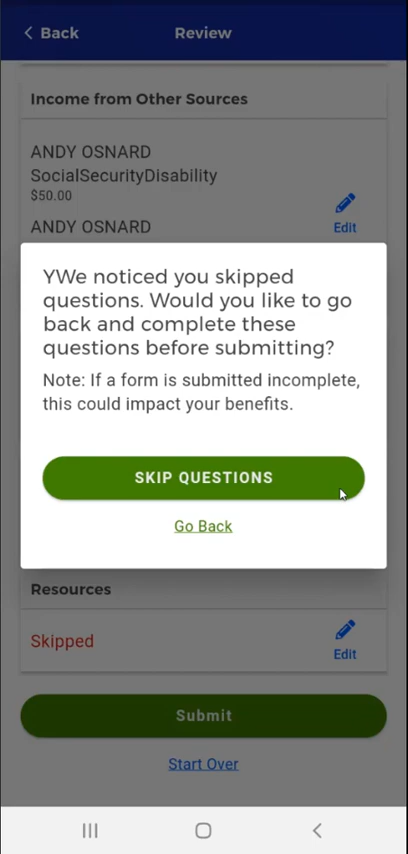 Back
Review
Income from Other Sources
ANDY OSNARD
SocialSecurityDisability
$50.00
ANDY OSNARD
Edit
YWe noticed you skipped
questions. Would you like to go
back and complete these
questions before submitting?
Note: If a form is submitted incomplete,
this could impact your benefits.
SKIP QUESTIONS
Go Back
Resources
Skipped
Edit
Submit
Start Over